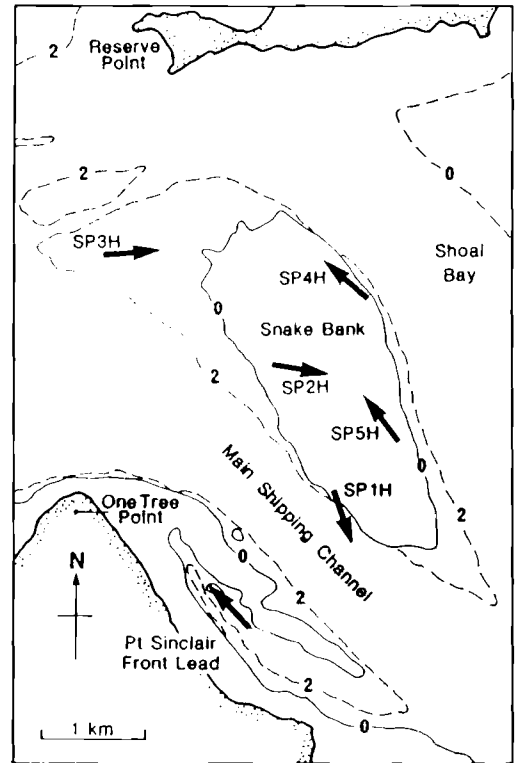 2
Reserve
Point
2
0
SP3H
Shoal
Bay
SP4H
0
Snake Bank
2
SP2H
SP5H
0
Main Shipping Channel
SP1H
One Tree
Point
2
N
0
2
Pt Sinclair
Front Lead
2
0
1 km